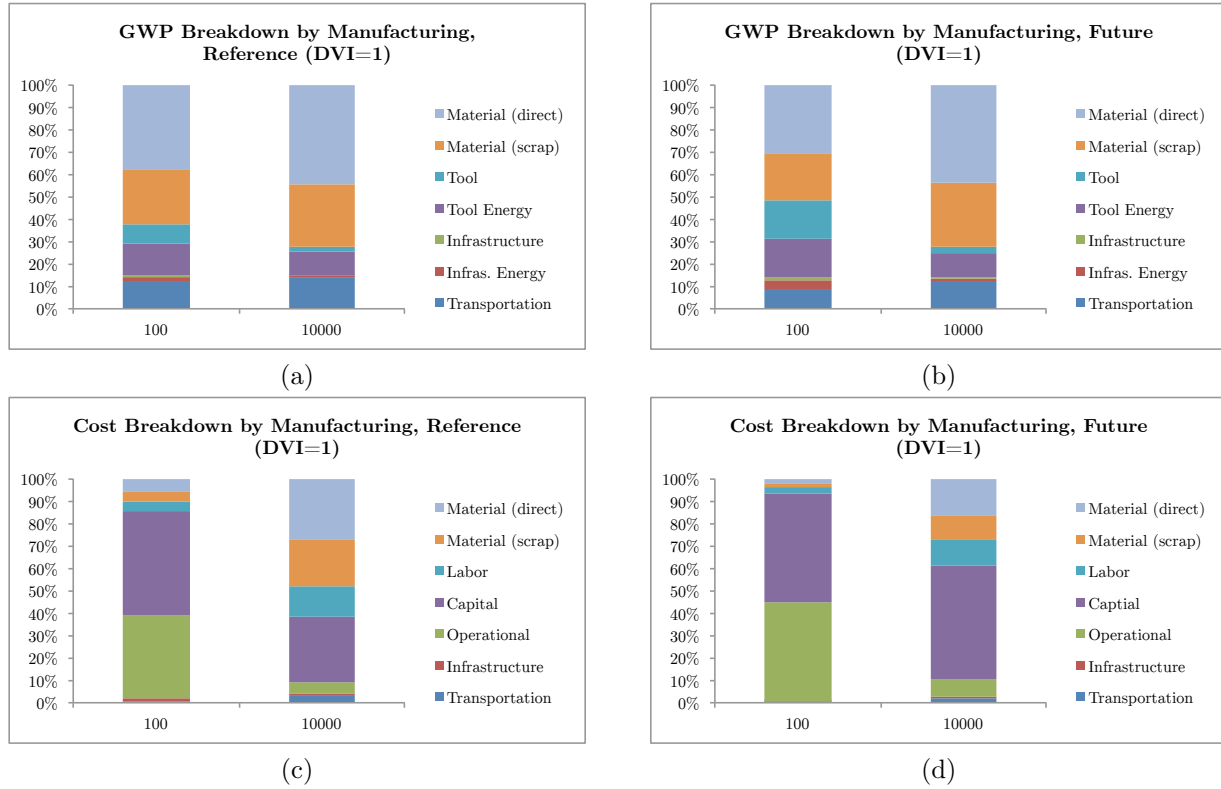 GWP Breakdown by Manufacturing,
Reference (DVI=1)
100%
90%
80%
70%
60%
50%
40%
30%
20%
10%
0%
100
10000
Material (direct)
Material (scrap)
Tool
Tool Energy
Infrastructure
Infras. Energy
Transportation
(a)
GWP Breakdown by Manufacturing, Future
(DVI=1)
100%
90%
80%
70%
60%
50%
40%
30%
20%
10%
0%
100
10000
Material (direct)
Material (scrap)
Tool
Tool Energy
Infrastructure
Infras. Energy
Transportation
(b)
Cost Breakdown by Manufacturing, Reference
(DVI=1)
100%
90%
80%
70%
60%
50%
40%
30%
20%
10%
0%
100
10000
Material (direct)
Material (scrap)
Labor
Capital
Operational
Infrastructure
Transportation
(c)
Cost Breakdown by Manufacturing, Future
(DVI=1)
100%
90%
80%
70%
60%
50%
40%
30%
20%
10%
0%
100
10000
Material (direct)
Material (scrap)
Labor
Captial
Operational
Infrastructure
Transportation
(d)